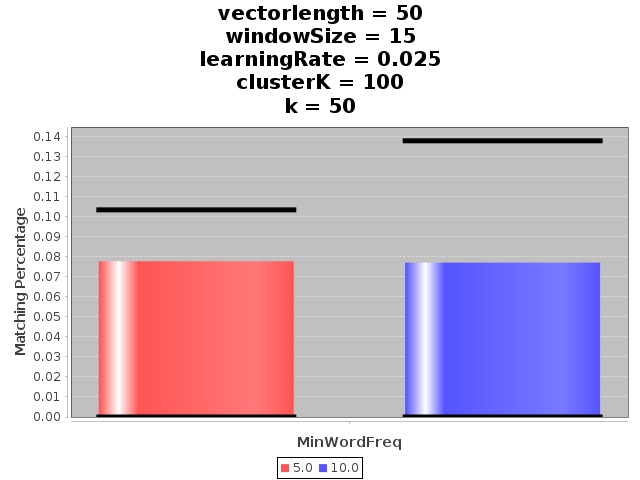 vectorlength = 50
windowSize = 15
learningRate = 0.025
clusterK = 100
k = 50
0.14
0.13
0.12
0.11
0.10
0.09
0.08
0.07
0.06
0.05
0.04
0.03
0.02
0.01
0.00
Matching Percentage
MinWordFreq
5.0 10.0